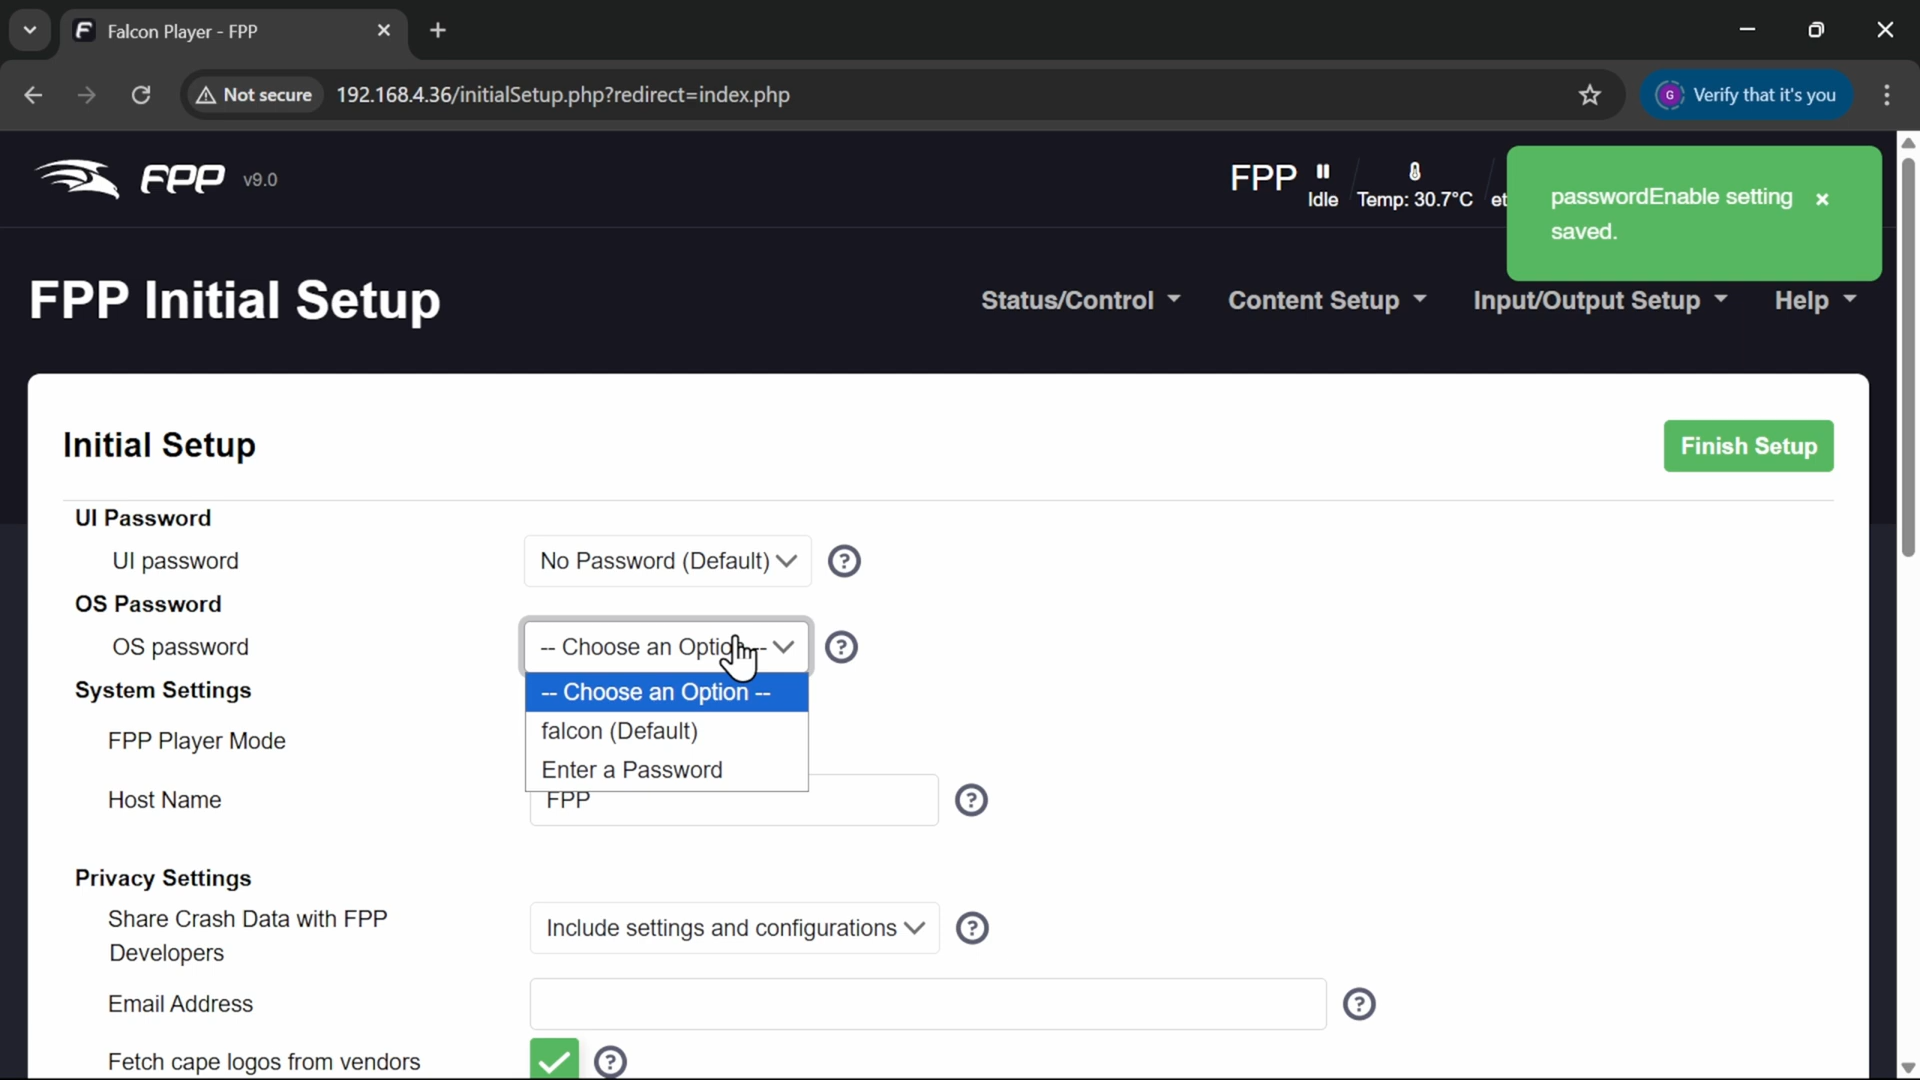 Falcon Player - FPP
Not secure
192.168.4.36/initialSetup.php?redirect=index.php
G
Verify that it's you
FPP v9.0
FPP
Idle
Temp: 30.7°C
et
passwordEnable setting
saved.
×
FPP Initial Setup
Status/Control
Content Setup
Input/Output Setup
Help
Initial Setup
Finish Setup
UI Password
UI password
No Password (Default)
?
OS Password
OS password
-- Choose an Option --
?
System Settings
-- Choose an Option --
falcon (Default)
FPP Player Mode
Enter a Password
Host Name
FPP
?
Privacy Settings
Share Crash Data with FPP
Developers
Include settings and configurations
?
Email Address
?
Fetch cape logos from vendors
?